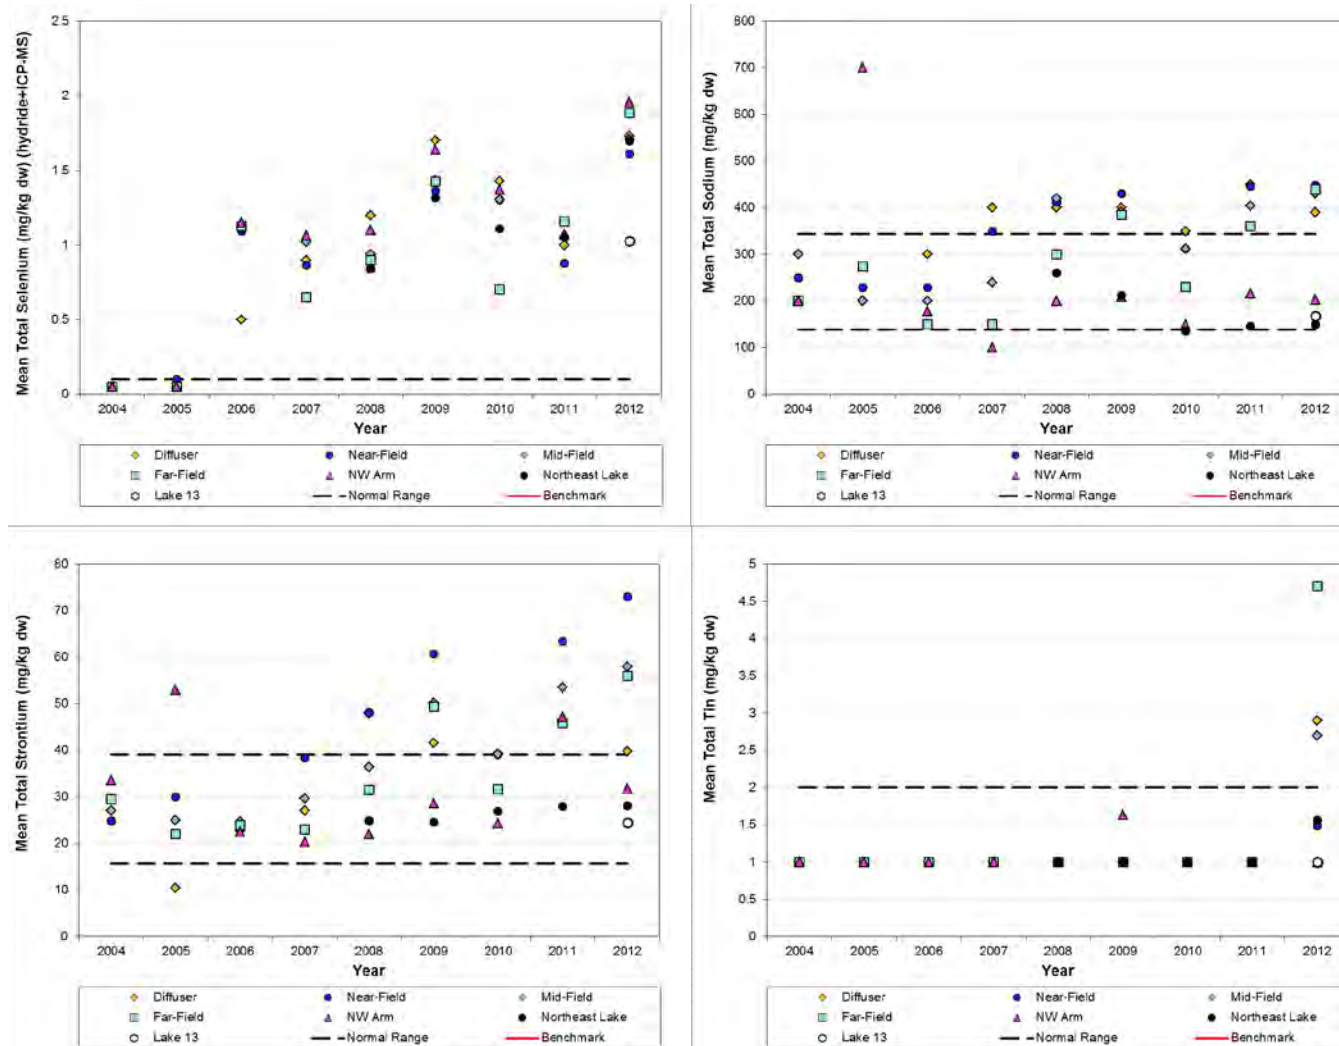 Mean Total Selenium (mg/kg dw) (hydride+ICP-MS)
2.5
2
1.5
1
0.5
0
2004 2005 2006 2007 2008 2009 2010 2011 2012
Year
Diffuser Near-Field Mid-Field
Far-Field NW Arm Northeast Lake
Lake 13 Normal Range Benchmark
Mean Total Sodium (mg/kg dw)
800
700
600
500
400
300
200
100
0
2004 2005 2006 2007 2008 2009 2010 2011 2012
Year
Diffuser Near-Field Mid-Field
Far-Field NW Arm Northeast Lake
Lake 13 Normal Range Benchmark
Mean Total Strontium (mg/kg dw)
80
70
60
50
40
30
20
10
0
2004 2005 2006 2007 2008 2009 2010 2011 2012
Year
Diffuser Near-Field Mid-Field
Far-Field NW Arm Northeast Lake
Lake 13 Normal Range Benchmark
Mean Total Tin (mg/kg dw)
5
4.5
4
3.5
3
2.5
2
1.5
1
0.5
0
2004 2005 2006 2007 2008 2009 2010 2011 2012
Year
Diffuser Near-Field Mid-Field
Far-Field NW Arm Northeast Lake
Lake 13 Normal Range Benchmark